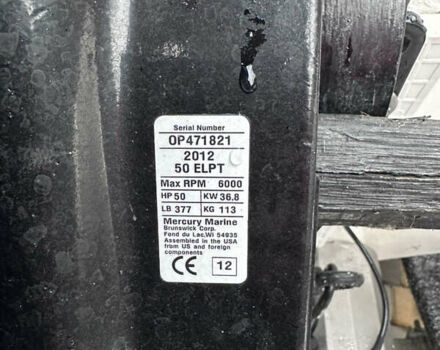 Serial Number
OP471821
2012
50 ELPT
Max RPM 6000
HP 50 KW 36.8
LB 377 KG 113
Mercury Marine
Brunswick Corp.
Fond du Lac,WI 54935
Assembled in the USA
from US and foreign
components
CE 12